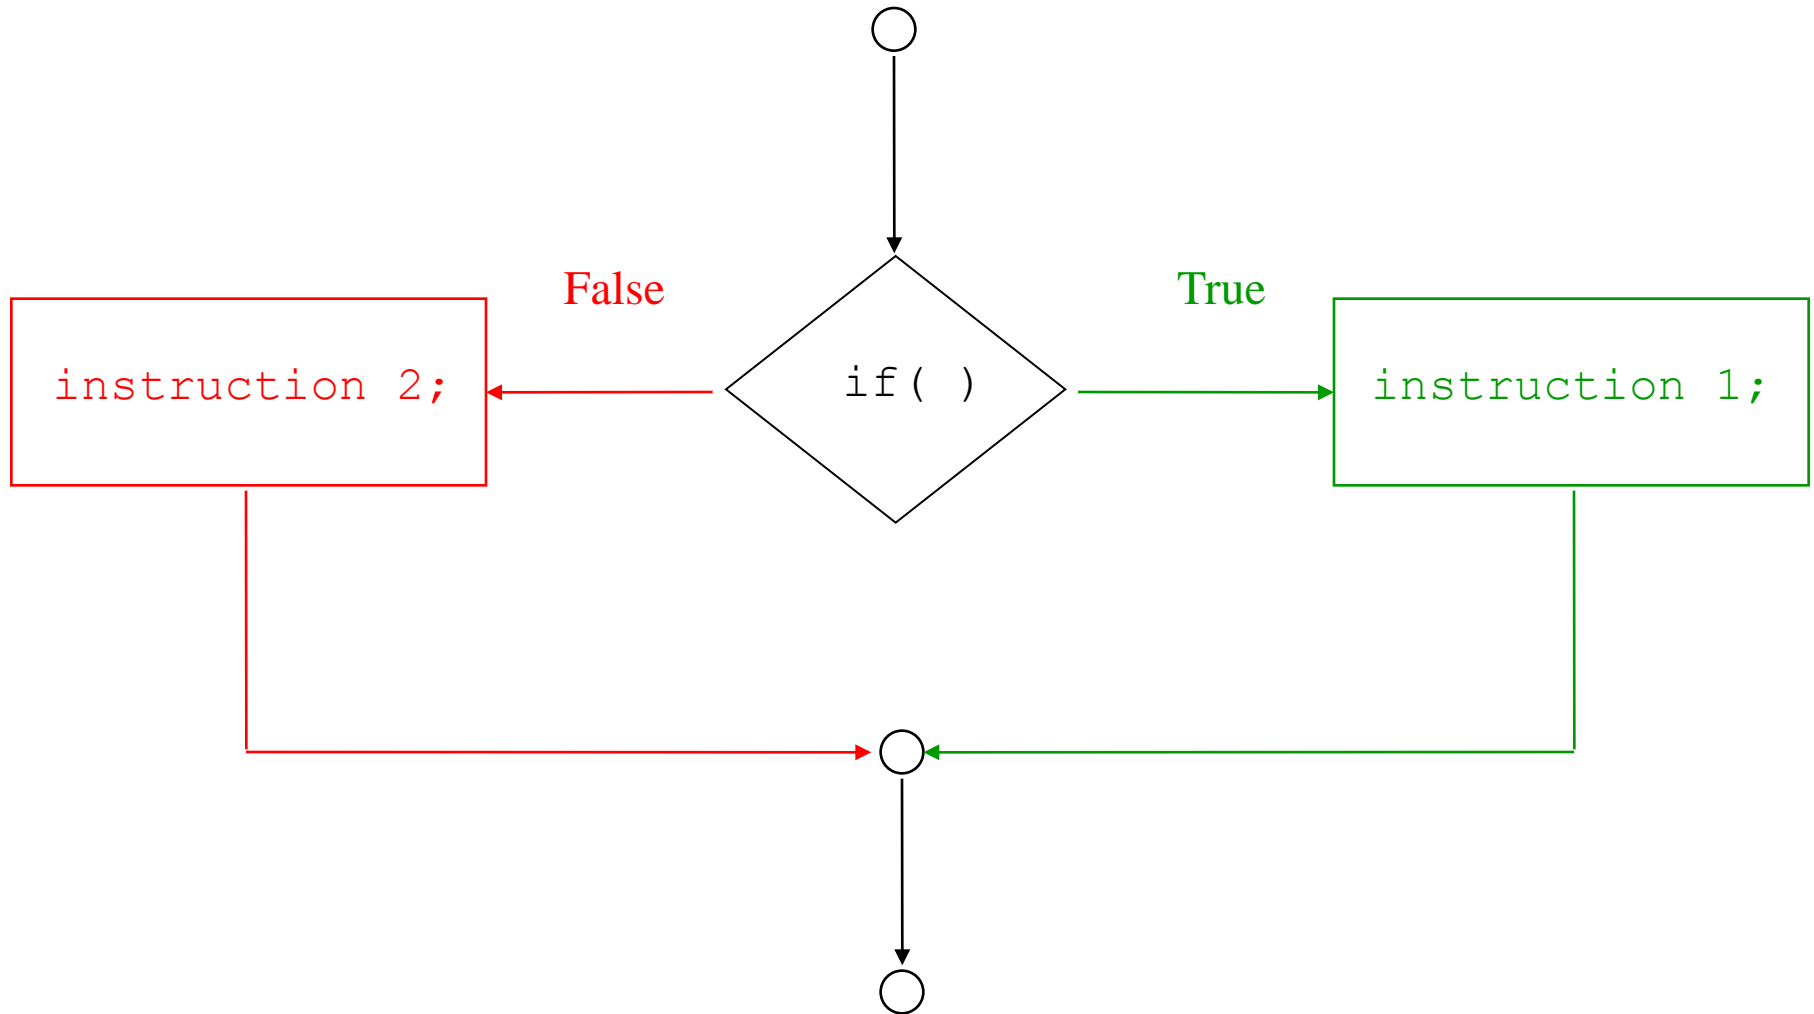 False
True
instruction 2;
if( )
instruction 1;